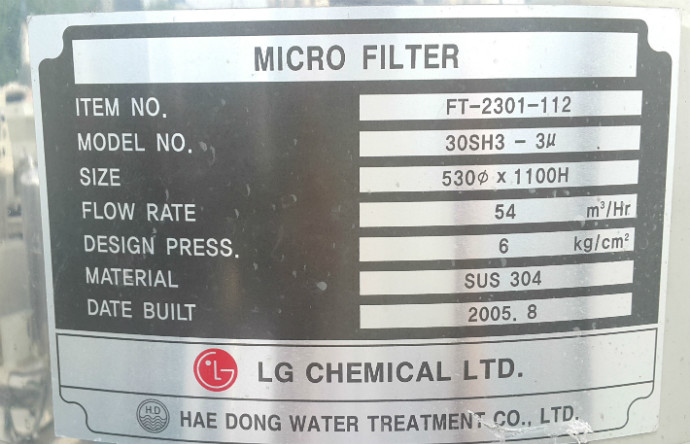 MICRO FILTER
ITEM NO. FT-2301-112
MODEL NO. 30SH3 - 3μ
SIZE 530φ x 1100H
FLOW RATE 54 m³/Hr
DESIGN PRESS. 6 kg/cm²
MATERIAL SUS 304
DATE BUILT 2005. 8
LG LG CHEMICAL LTD.
H.D HAE DONG WATER TREATMENT CO., LTD.